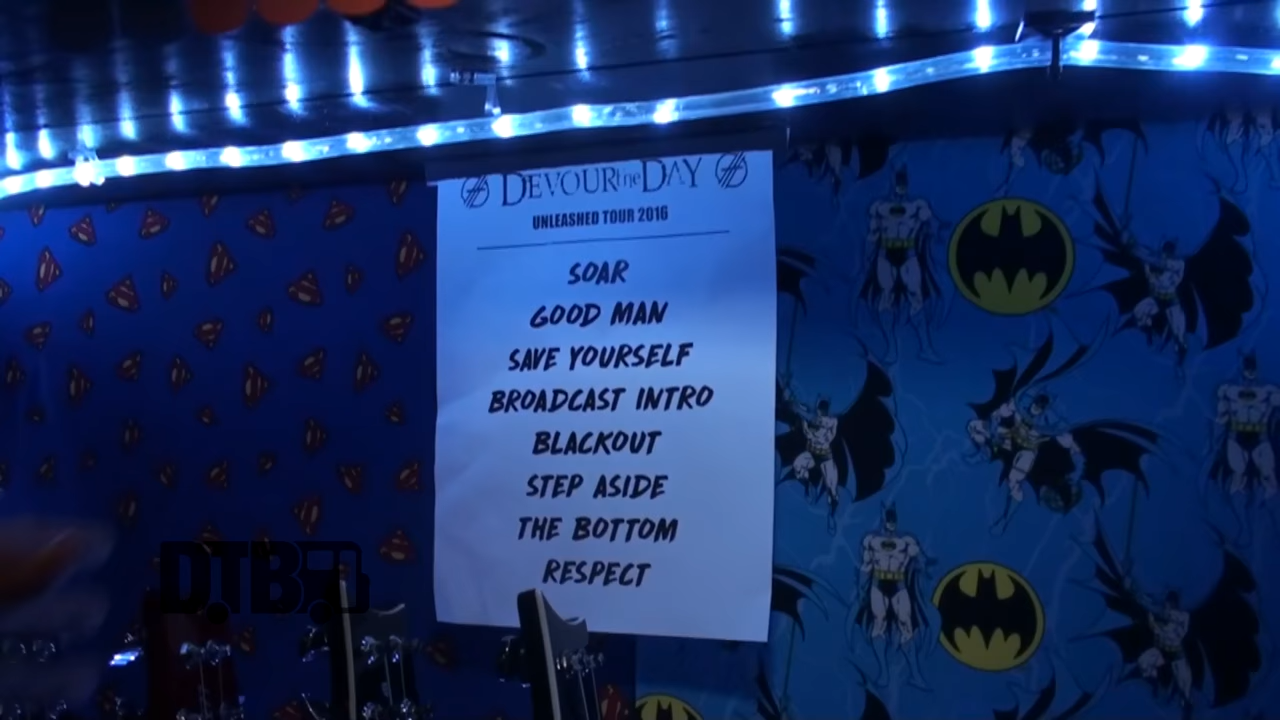 DEVOUR the DAY
UNLEASHED TOUR 2016
SOAR
GOOD MAN
SAVE YOURSELF
BROADCAST INTRO
BLACKOUT
STEP ASIDE
THE BOTTOM
RESPECT
DTB